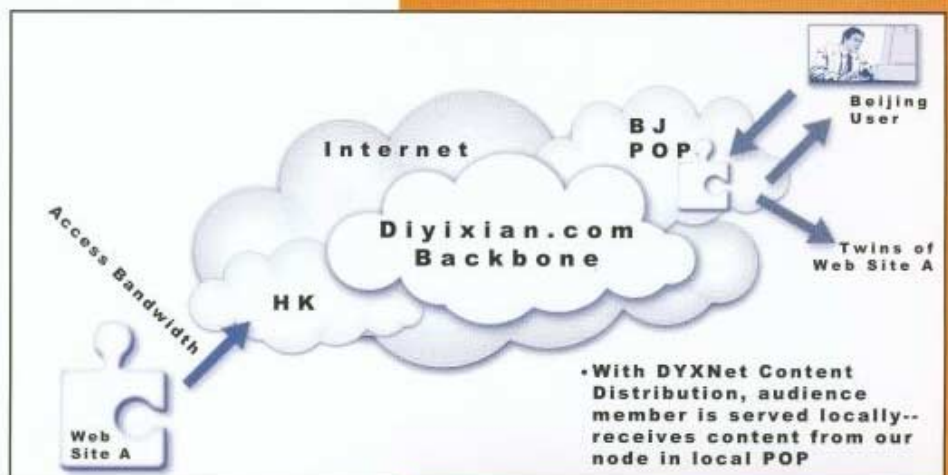 Internet
BJ
POP
Beijing
User
Diyixian.com
Backbone
Access Bandwidth
HK
Twins of
Web Site A
Web
Site A
•With DYXNet Content
Distribution, audience
member is served locally--
receives content from our
node in local POP